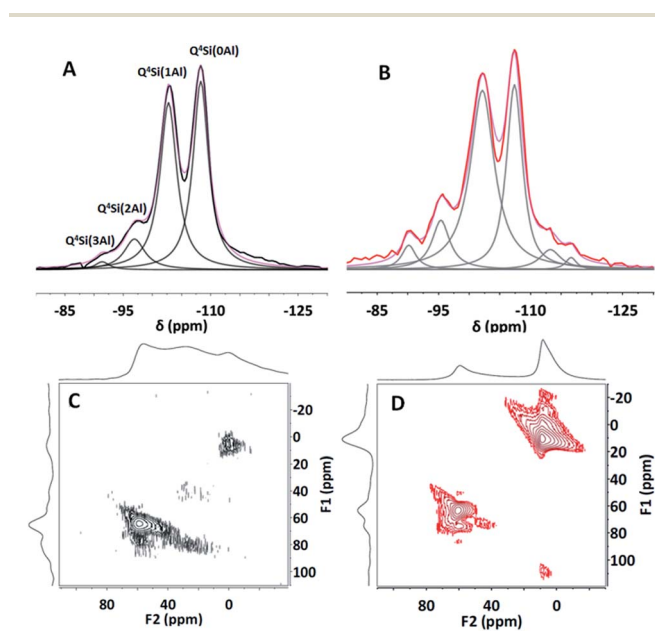 A
Q⁴Si(0Al)
Q⁴Si(1Al)
Q⁴Si(2Al)
Q⁴Si(3Al)
-85 -95 -105 -115 -125
δ (ppm)
B
-85 -95 -105 -115 -125
δ (ppm)
C
-20
0
20
40
60
80
100
F1 (ppm)
80 40 0
F2 (ppm)
D
-20
0
20
40
60
80
100
F1 (ppm)
80 40 0
F2 (ppm)